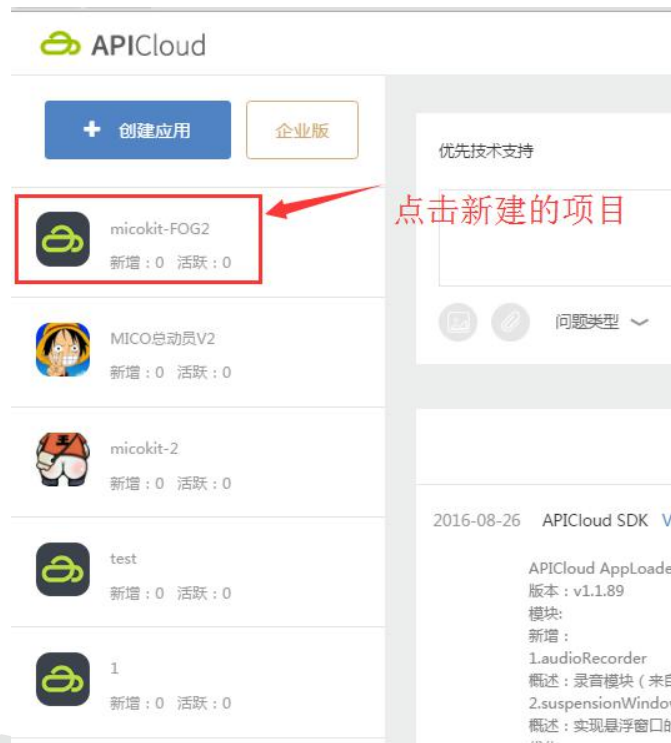 APICloud
+ 创建应用
企业版
micokit-FOG2
新增：0 活跃：0
MICO总动员V2
新增：0 活跃：0
micokit-2
新增：0 活跃：0
test
新增：0 活跃：0
1
新增：0 活跃：0
优先技术支持
点击新建的项目
问题类型
2016-08-26 APICloud SDK V
APICloud AppLoade
版本：v1.1.89
模块:
新增：
1.audioRecorder
概述：录音模块（来自
2.suspensionWindow
概述：实现悬浮窗口的